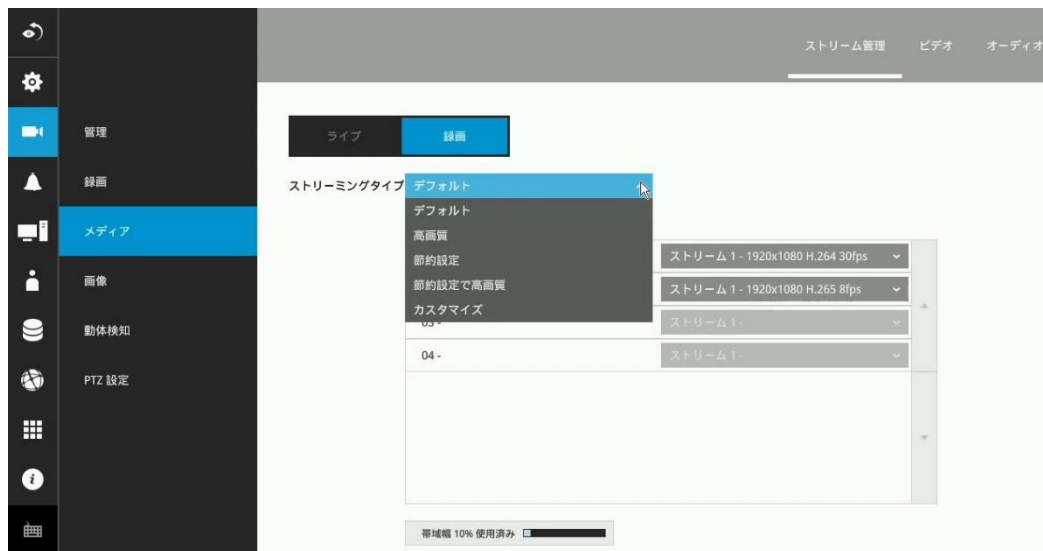 ストリーム管理 ビデオ オーディオ
管理
録画
メディア
画像
動体検知
PTZ 設定
ライブ 録画
ストリーミングタイプ デフォルト
デフォルト
高画質
節約設定
節約設定で高画質
カスタマイズ
ストリーム 1 - 1920x1080 H.264 30fps
ストリーム 1 - 1920x1080 H.265 8fps
03 - ストリーム 1 -
04 - ストリーム 1 -
帯域幅 10% 使用済み